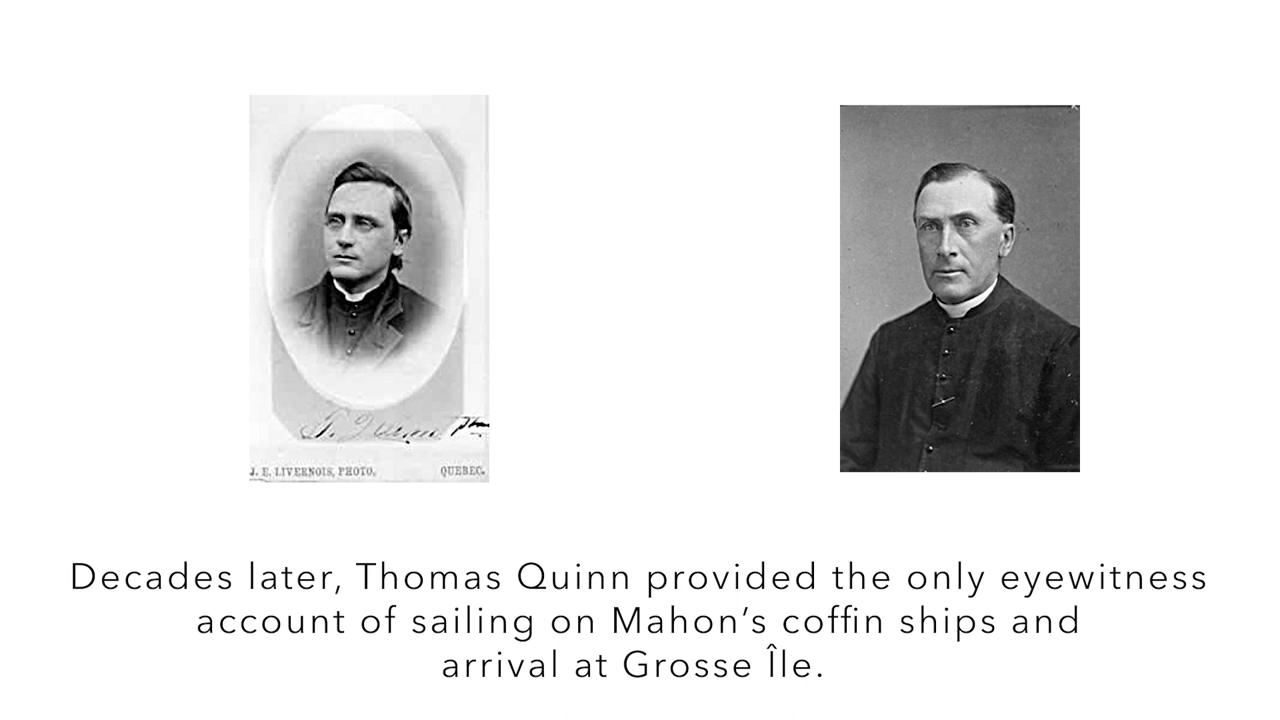 J. E. LIVERNOIS, PHOTO. QUEBEC.
Decades later, Thomas Quinn provided the only eyewitness
account of sailing on Mahon’s coffin ships and
arrival at Grosse Île.